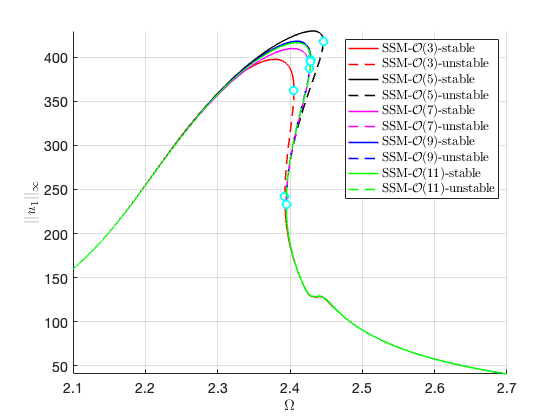 SSM-𝒪(3)-stable
SSM-𝒪(3)-unstable
SSM-𝒪(5)-stable
SSM-𝒪(5)-unstable
SSM-𝒪(7)-stable
SSM-𝒪(7)-unstable
SSM-𝒪(9)-stable
SSM-𝒪(9)-unstable
SSM-𝒪(11)-stable
SSM-𝒪(11)-unstable
400
350
300
250
200
150
100
50
||u₁||∞
2.1 2.2 2.3 2.4 2.5 2.6 2.7
Ω